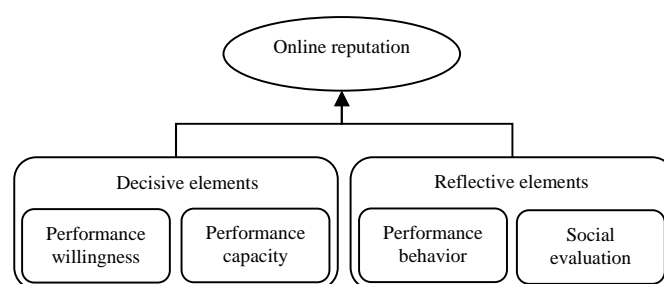 Online reputation
Decisive elements
Reflective elements
Performance
willingness
Performance
capacity
Performance
behavior
Social
evaluation